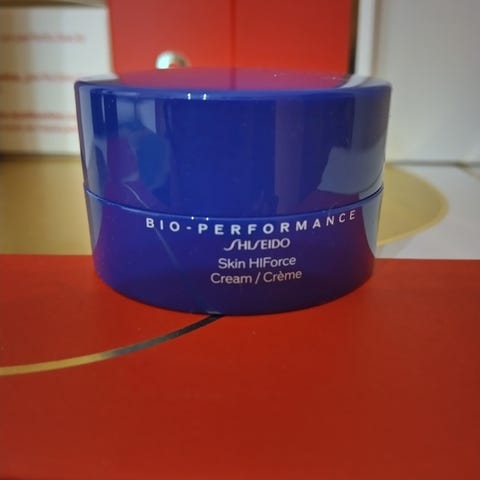 BIO-PERFORMANCE
SHISEIDO
Skin HIForce
Cream / Crème